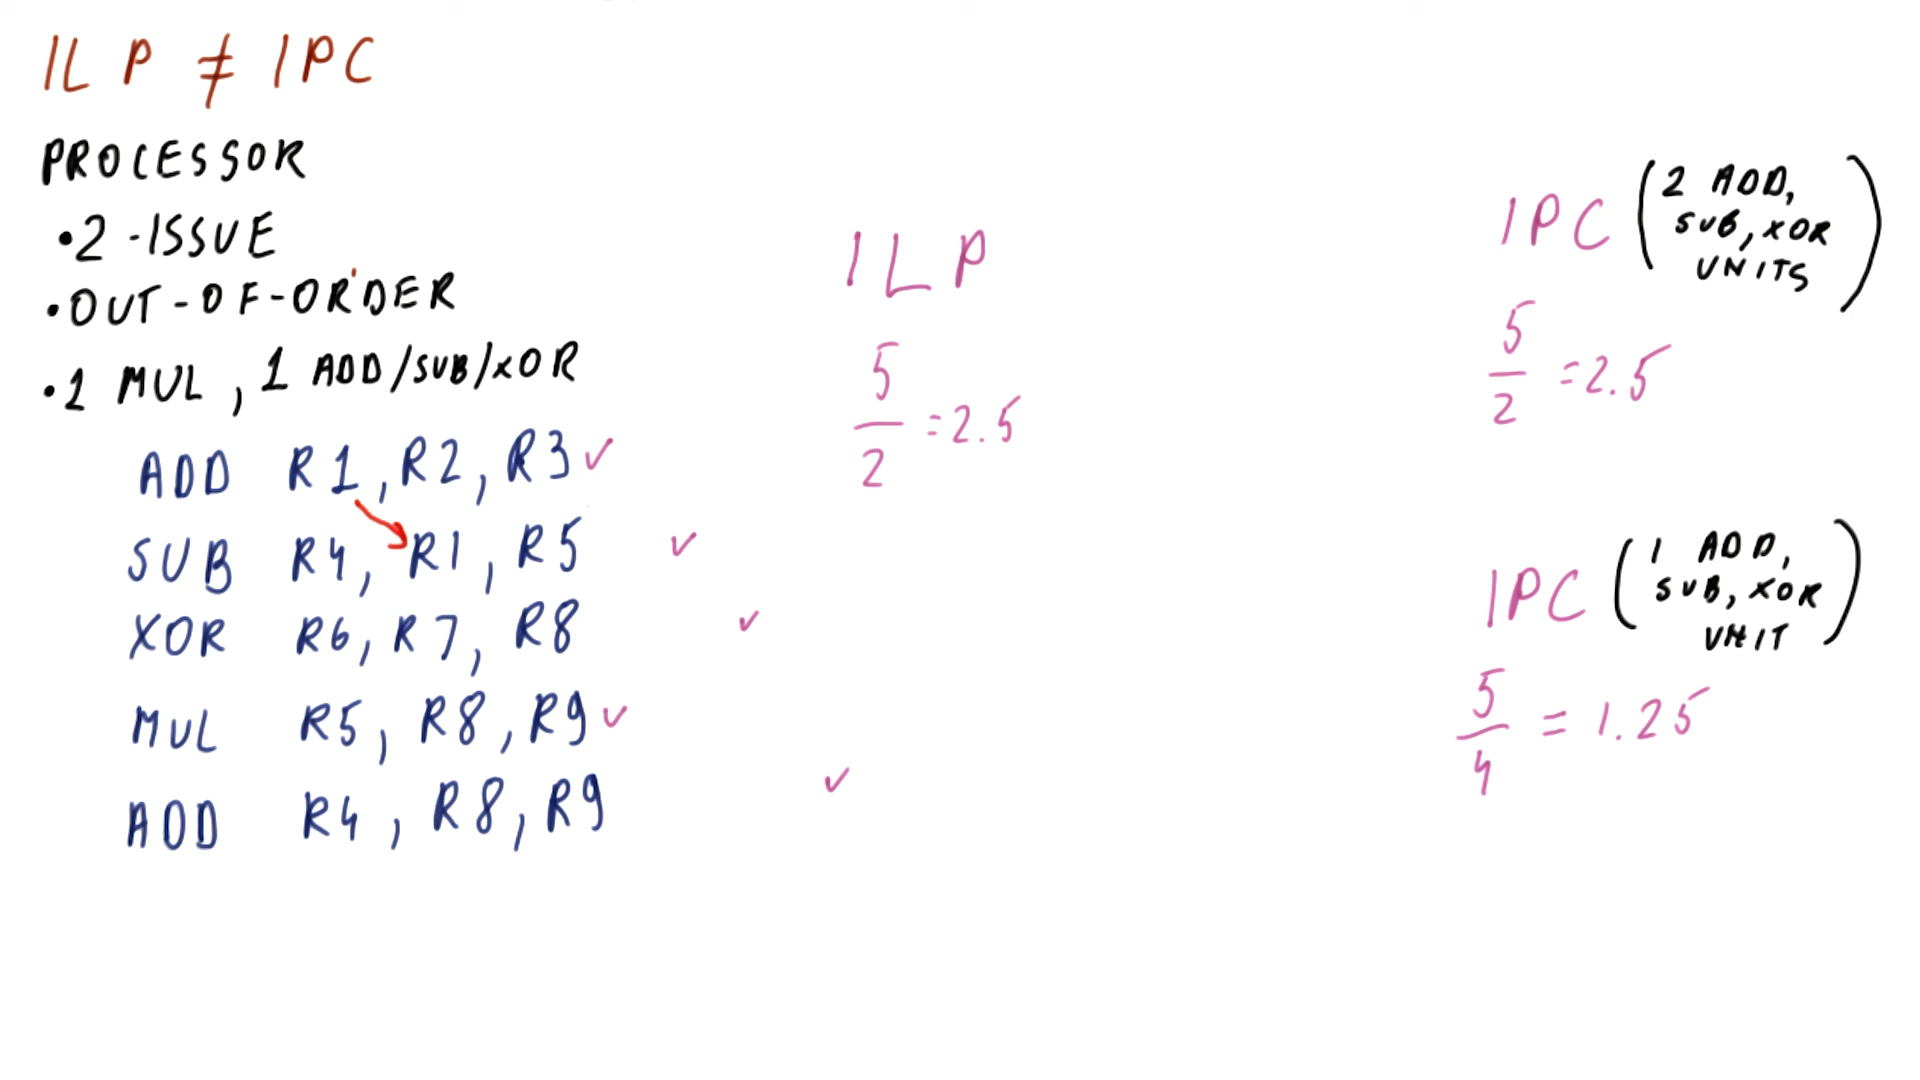 ILP ≠ IPC
PROCESSOR
• 2-ISSUE
• OUT-OF-ORDER
• 1 MUL, 1 ADD/SUB/XOR
ADD R1, R2, R3 ✓
SUB R4, R1, R5 ✓
XOR R6, R7, R8 ✓
MUL R5, R8, R9 ✓
ADD R4, R8, R9 ✓
ILP
5
2
= 2.5
IPC (2 ADD,
SUB, XOR
UNITS)
5
2
= 2.5
IPC (1 ADD,
SUB, XOR
UNIT)
5
4
= 1.25